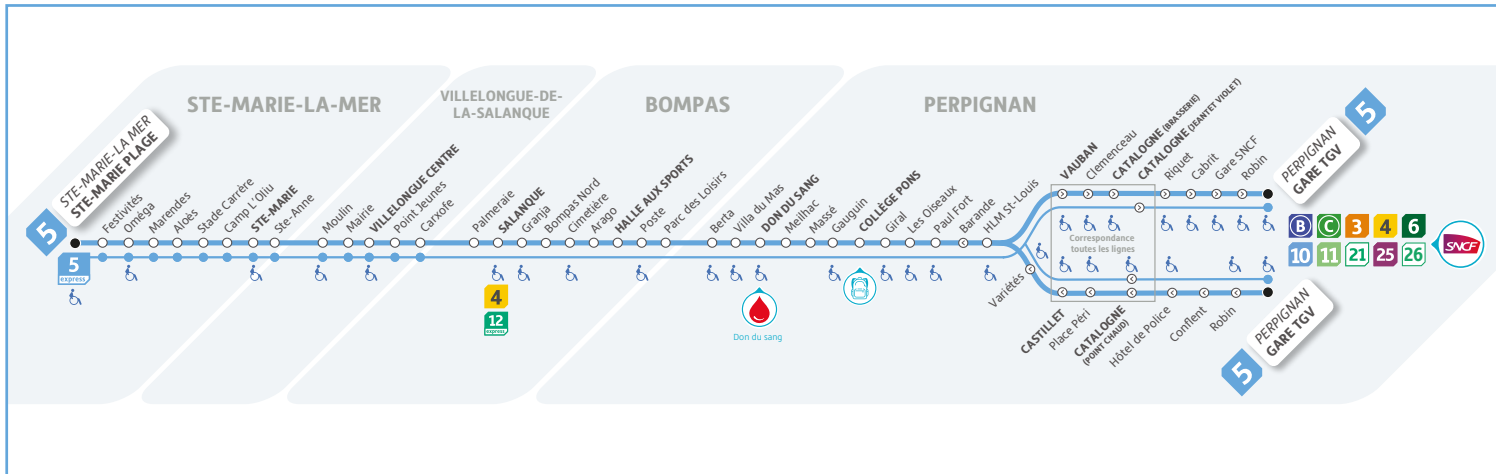 STE-MARIE-LA-MER
VILLELONGUE-DE-
LA-SALANQUE
BOMPAS
PERPIGNAN
5
STE-MARIE-LA MER
STE-MARIE PLAGE
Festivités
Oméga
Marendes
Aloès
Stade Carrère
Camp L'Oliu
STE-MARIE
Ste-Anne
Moulin
Mairie
VILLELONGUE CENTRE
Point Jeunes
Carxofe
Palmeraie
SALANQUE
Granja
Bompas Nord
Cimetière
Arago
HALLE AUX SPORTS
Poste
Parc des Loisirs
Berta
Villa du Mas
DON DU SANG
Meilhac
Massé
Gauguin
COLLÈGE PONS
Giral
Les Oiseaux
Paul Fort
Barande
HLM St-Louis
VAUBAN
Clemenceau
CATALOGNE (BRASSERIE)
CATALOGNE (JEANTET VIOLET)
Riquet
Cabrit
Gare SNCF
Robin
PERPIGNAN
GARE TGV
5
5
express
4
12
express
Don du sang
Correspondance
toutes les lignes
Variétés
CASTILLET
Place Péri
CATALOGNE
(POINT CHAUD)
Hôtel de Police
Conflent
Robin
PERPIGNAN
GARE TGV
5
B C 3 4 6
10 11 21 25 26
SNCF